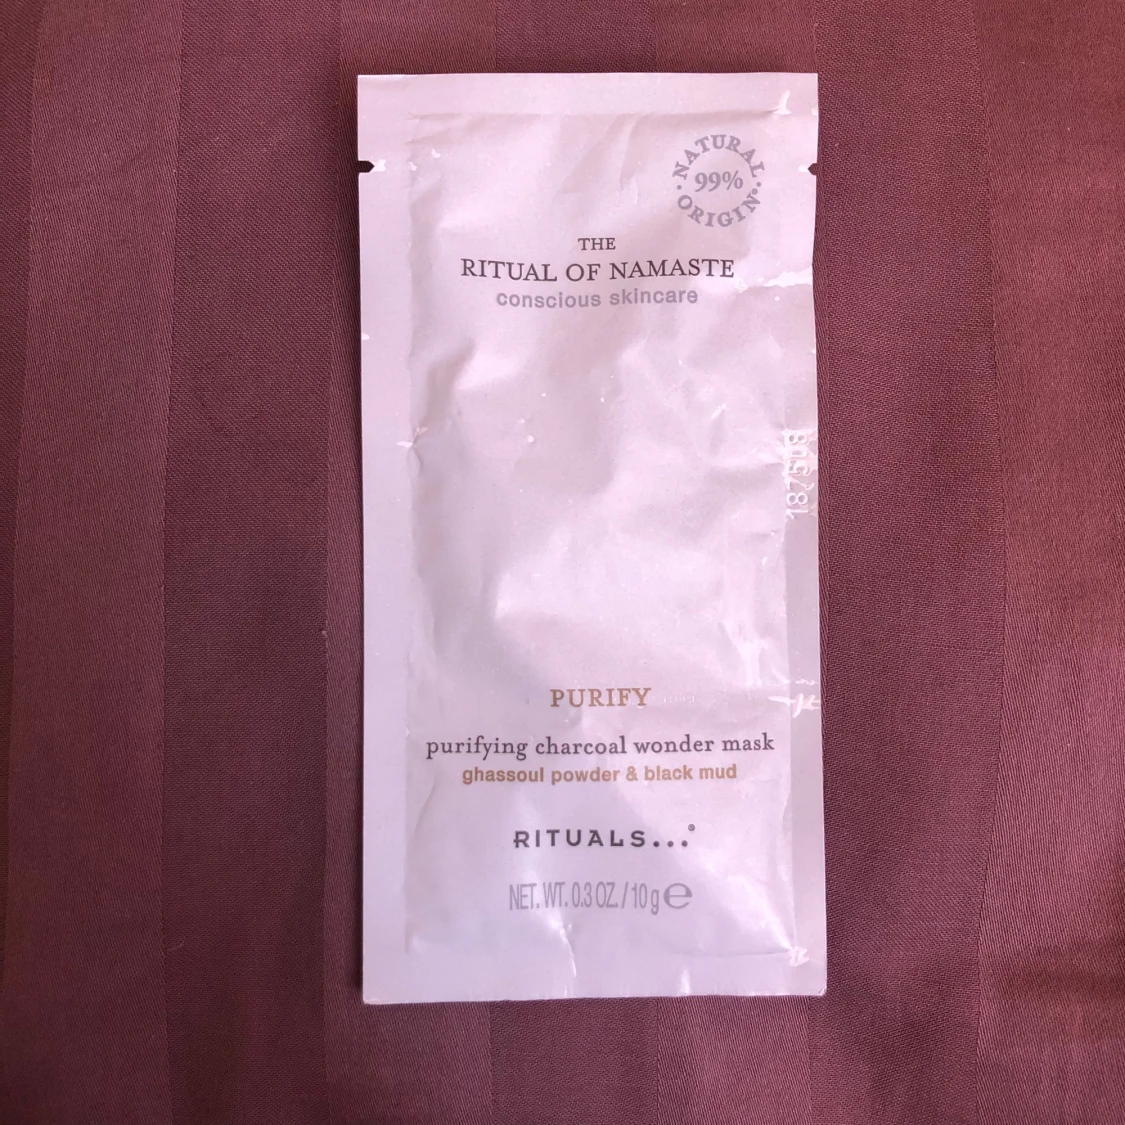 NATURAL
99%
ORIGIN
THE
RITUAL OF NAMASTE
conscious skincare
187508
PURIFY
purifying charcoal wonder mask
ghassoul powder & black mud
RITUALS...®
NET. WT. 0.3 OZ. / 10 g ℮